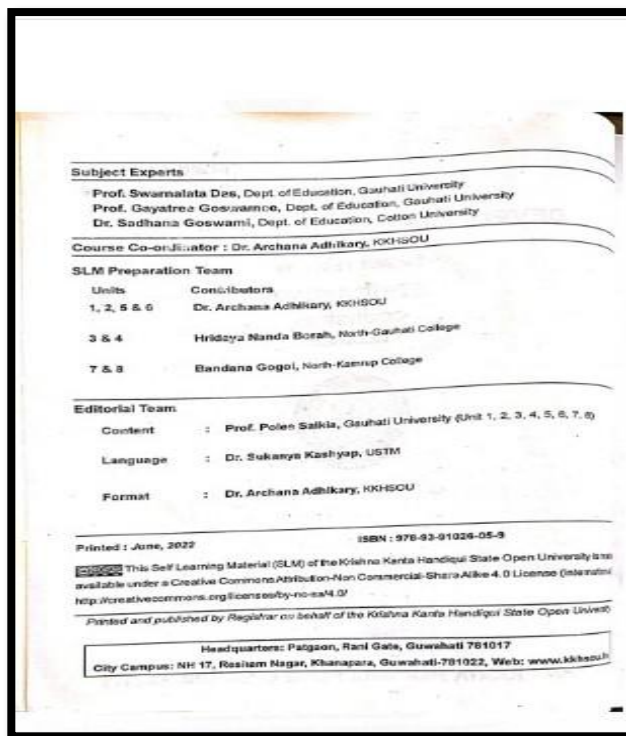 Subject Experts
Prof. Swarnalata Das, Dept. of Education, Gauhati University
Prof. Gayatree Goswamee, Dept. of Education, Gauhati University
Dr. Sadhana Goswami, Dept. of Education, Cotton University
Course Co-ordinator : Dr. Archana Adhikary, KKHSOU
SLM Preparation Team
Units Contributors
1, 2, 5 & 6 Dr. Archana Adhikary, KKHSOU
3 & 4 Hridaya Nanda Borah, North-Gauhati College
7 & 8 Bandana Gogoi, North-Kamrup College
Editorial Team
Content : Prof. Polen Saikia, Gauhati University (Unit 1, 2, 3, 4, 5, 6, 7, 8)
Language : Dr. Sukanya Kashyap, USTM
Format : Dr. Archana Adhikary, KKHSOU
Printed : June, 2022 ISBN : 978-93-91026-05-9
This Self Learning Material (SLM) of the Krishna Kanta Handiqui State Open University is
available under a Creative Commons Attribution-Non Commercial-ShareAlike 4.0 License
http://creativecommons.org/licenses/by-nc-sa/4.0/
Printed and published by Registrar on behalf of the Krishna Kanta Handiqui State Open
Headquarters: Patgaon, Rani Gate, Guwahati 781017
City Campus: NH 17, Resham Nagar, Khanapara, Guwahati-781022, Web: www.kkhsou.